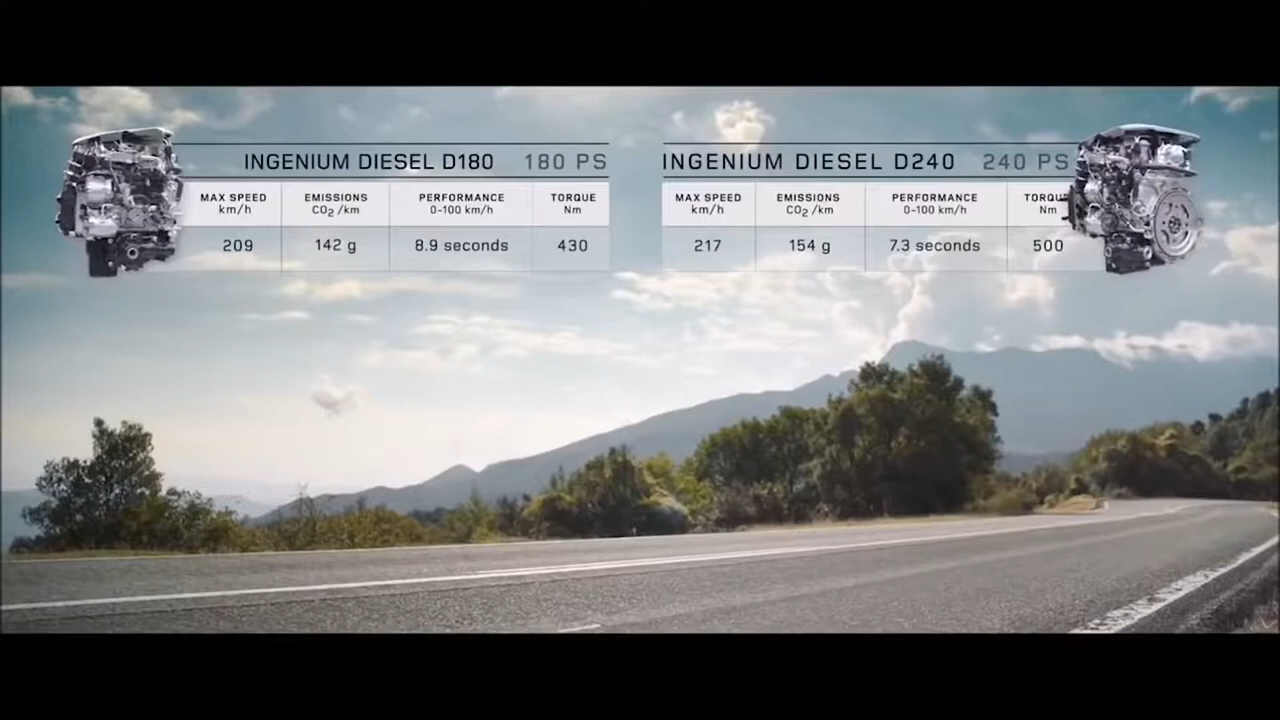 INGENIUM DIESEL D180 180 PS
MAX SPEED EMISSIONS PERFORMANCE TORQUE
km/h CO2 /km 0-100 km/h Nm
209 142 g 8.9 seconds 430
INGENIUM DIESEL D240 240 PS
MAX SPEED EMISSIONS PERFORMANCE TORQUE
km/h CO2 /km 0-100 km/h Nm
217 154 g 7.3 seconds 500